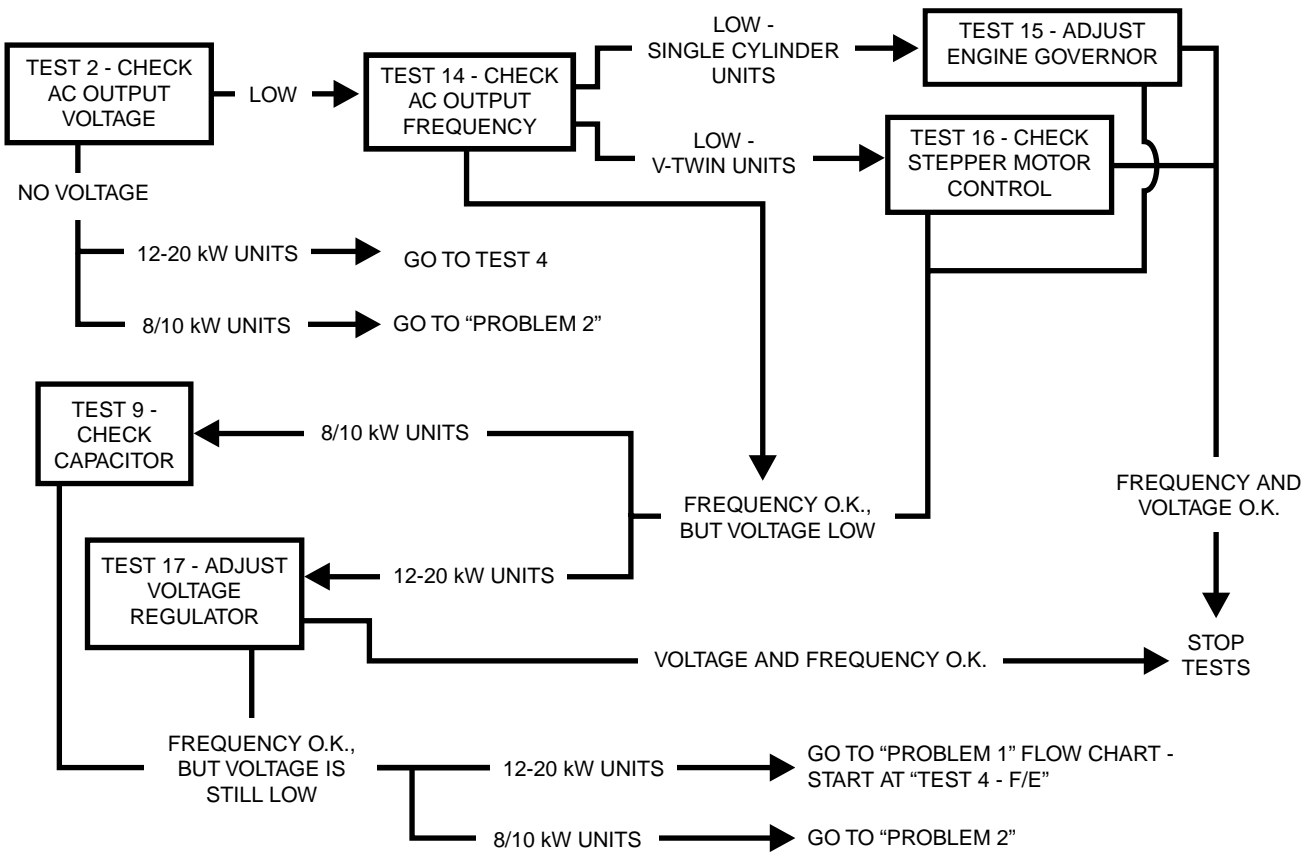 TEST 2 - CHECK
AC OUTPUT
VOLTAGE
LOW
TEST 14 - CHECK
AC OUTPUT
FREQUENCY
LOW -
SINGLE CYLINDER
UNITS
TEST 15 - ADJUST
ENGINE GOVERNOR
LOW -
V-TWIN UNITS
TEST 16 - CHECK
STEPPER MOTOR
CONTROL
NO VOLTAGE
12-20 kW UNITS
GO TO TEST 4
8/10 kW UNITS
GO TO “PROBLEM 2”
TEST 9 -
CHECK
CAPACITOR
8/10 kW UNITS
FREQUENCY O.K.,
BUT VOLTAGE LOW
FREQUENCY AND
VOLTAGE O.K.
TEST 17 - ADJUST
VOLTAGE
REGULATOR
12-20 kW UNITS
VOLTAGE AND FREQUENCY O.K.
STOP
TESTS
FREQUENCY O.K.,
BUT VOLTAGE IS
STILL LOW
12-20 kW UNITS
GO TO “PROBLEM 1” FLOW CHART -
START AT “TEST 4 - F/E”
8/10 kW UNITS
GO TO “PROBLEM 2”